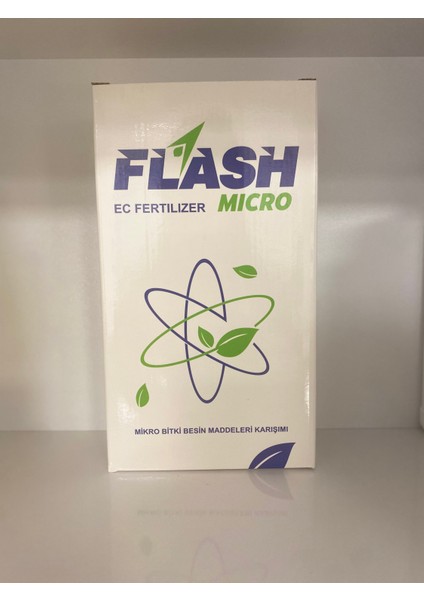 FLASH
EC FERTILIZER MICRO
MİKRO BİTKİ BESİN MADDELERİ KARIŞIMI